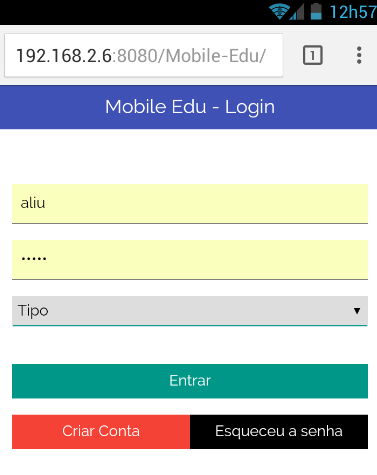 12h57
192.168.2.6:8080/Mobile-Edu/
1
Mobile Edu - Login
aliu
•••••
Tipo
Entrar
Criar Conta
Esqueceu a senha